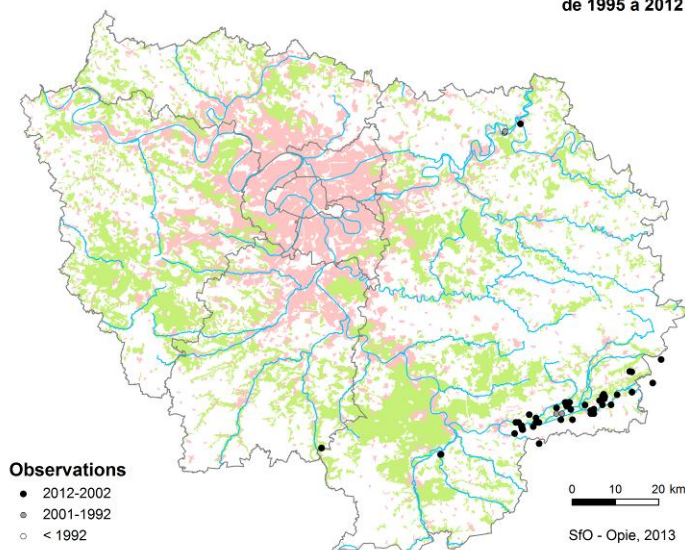 de 1995 à 2012
Observations
2012-2002
2001-1992
< 1992
0 10 20 km
SfO - Opie, 2013